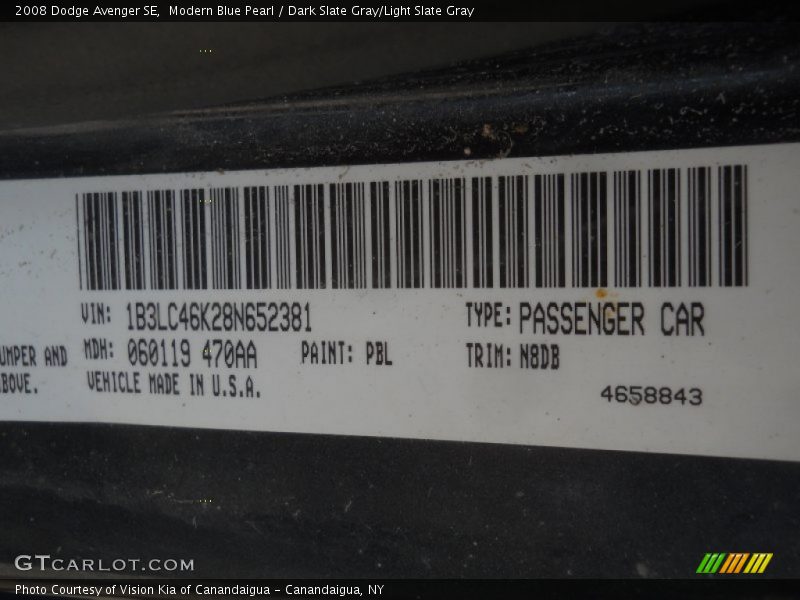 2008 Dodge Avenger SE,  Modern Blue Pearl / Dark Slate Gray/Light Slate Gray
VIN: 1B3LC46K28N652381 TYPE: PASSENGER CAR
UMPER AND MDH: 060119 470AA PAINT: PBL TRIM: N8DB
BOVE. VEHICLE MADE IN U.S.A. 4658843
GTCARLOT.COM
Photo Courtesy of Vision Kia of Canandaigua - Canandaigua, NY